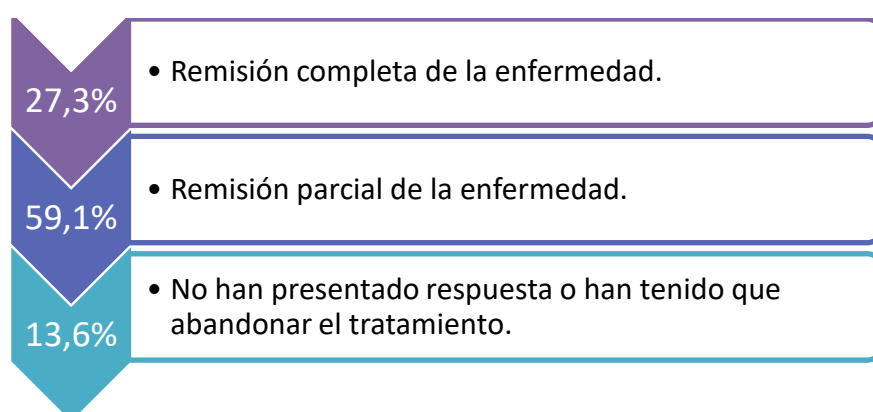 27,3%
• Remisión completa de la enfermedad.
59,1%
• Remisión parcial de la enfermedad.
13,6%
• No han presentado respuesta o han tenido que
abandonar el tratamiento.